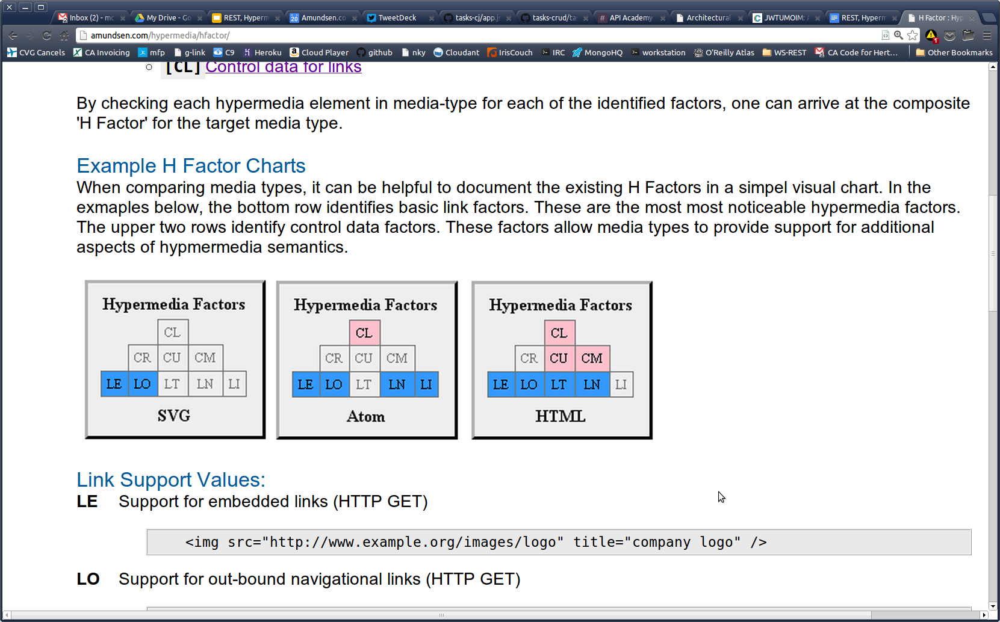 Inbox (2) - mc
My Drive - Go
REST, Hyperm
Amundsen.co
TweetDeck
tasks-cj/app.js
tasks-crud/ta
API Academy
Architectural
JWTUMOIM: A
REST, Hyperm
H Factor : Hyp
amundsen.com/hypermedia/hfactor/
CVG Cancels
CA Invoicing
mfp
g-link
C9
Heroku
Cloud Player
github
nky
Cloudant
IrisCouch
IRC
MongoHQ
workstation
O'Reilly Atlas
WS-REST
CA Code for Hert...
Other Bookmarks
[CL] Control data for links
By checking each hypermedia element in media-type for each of the identified factors, one can arrive at the composite
'H Factor' for the target media type.
Example H Factor Charts
When comparing media types, it can be helpful to document the existing H Factors in a simpel visual chart. In the
exmaples below, the bottom row identifies basic link factors. These are the most most noticeable hypermedia factors.
The upper two rows identify control data factors. These factors allow media types to provide support for additional
aspects of hypmermedia semantics.
Hypermedia Factors
CL
CR CU CM
LE LO LT LN LI
SVG
Hypermedia Factors
CL
CR CU CM
LE LO LT LN LI
Atom
Hypermedia Factors
CL
CR CU CM
LE LO LT LN LI
HTML
Link Support Values:
LE Support for embedded links (HTTP GET)
<img src="http://www.example.org/images/logo" title="company logo" />
LO Support for out-bound navigational links (HTTP GET)